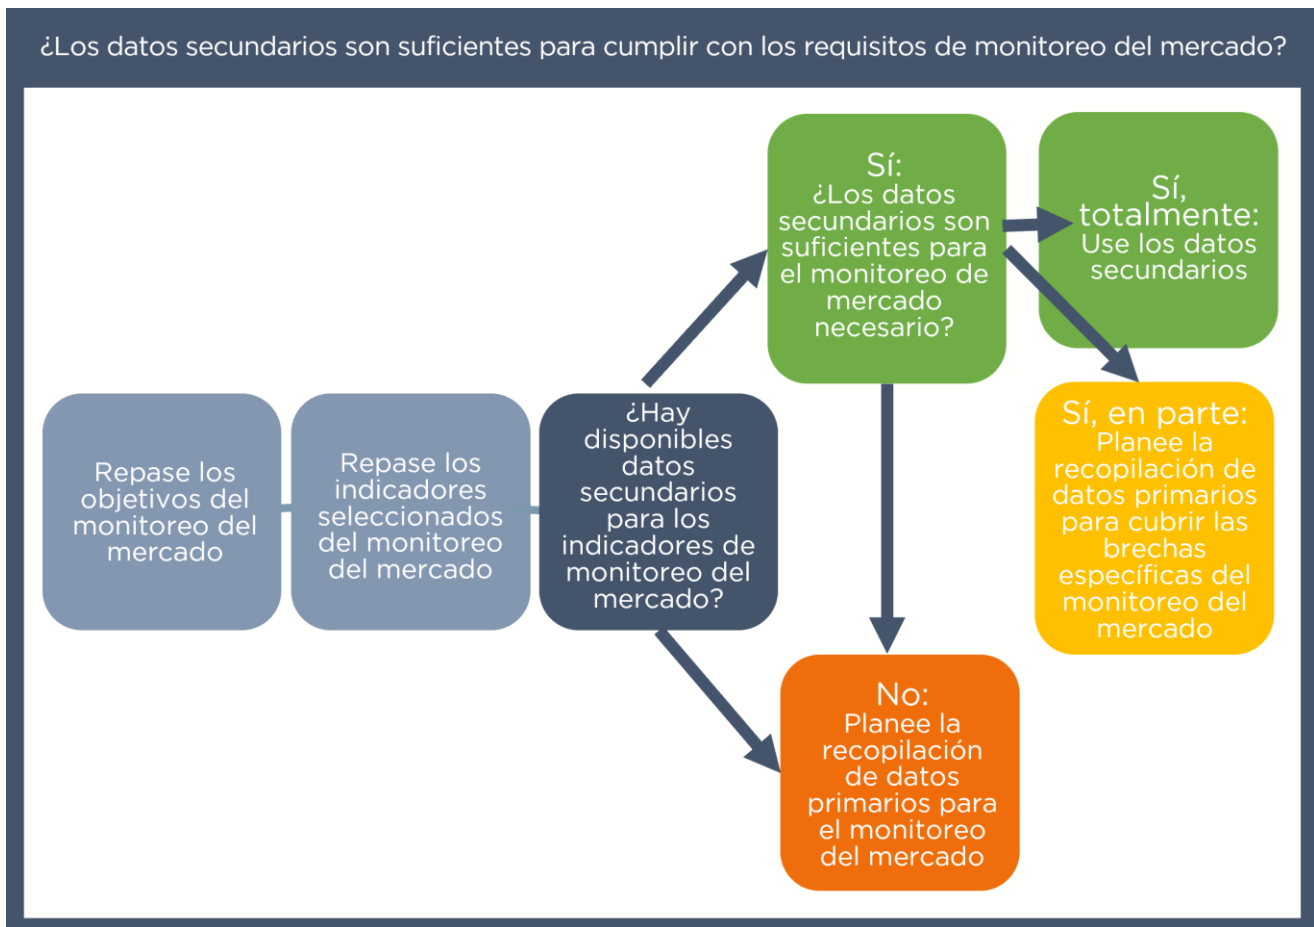 ¿Los datos secundarios son suficientes para cumplir con los requisitos de monitoreo del mercado?
Repase los
objetivos del
monitoreo del
mercado
Repase los
indicadores
seleccionados
del monitoreo
del mercado
¿Hay
disponibles
datos
secundarios
para los
indicadores de
monitoreo del
mercado?
Sí:
¿Los datos
secundarios son
suficientes para
el monitoreo de
mercado
necesario?
Sí,
totalmente:
Use los datos
secundarios
Sí, en parte:
Planee la
recopilación de
datos primarios
para cubrir las
brechas
específicas del
monitoreo del
mercado
No:
Planee la
recopilación
de datos
primarios para
el monitoreo
del mercado